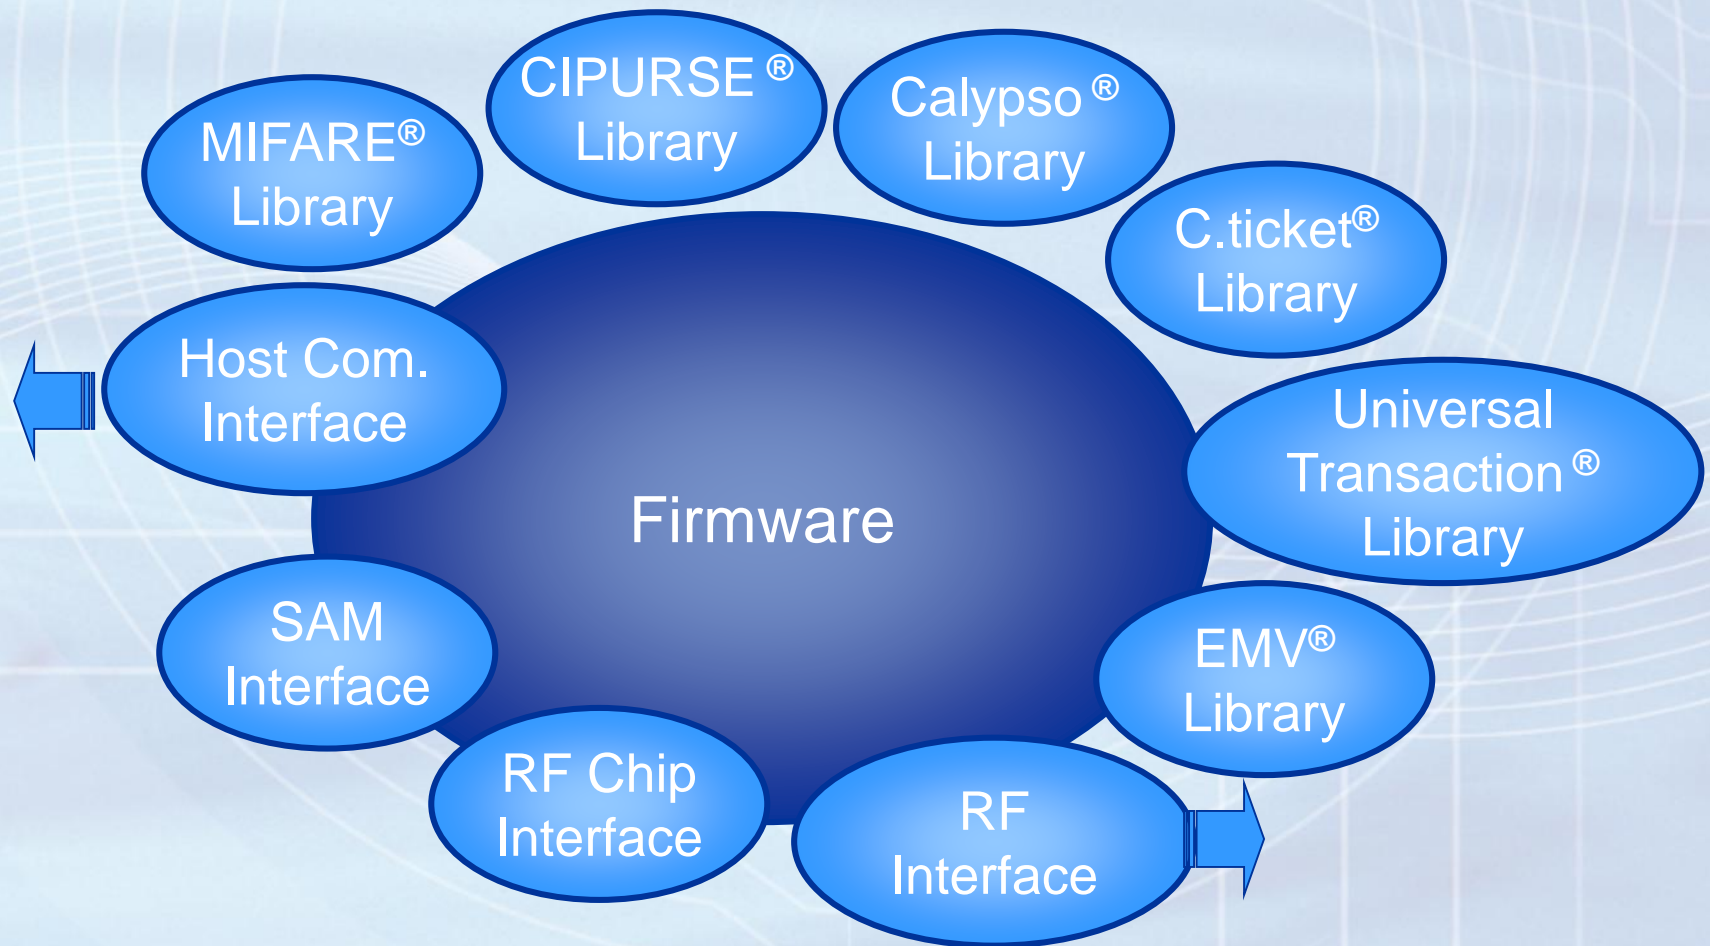 CIPURSE ®
Library
Calypso ®
Library
MIFARE®
Library
C.ticket®
Library
Host Com.
Interface
Universal
Transaction ®
Library
Firmware
SAM
Interface
EMV®
Library
RF Chip
Interface
RF
Interface